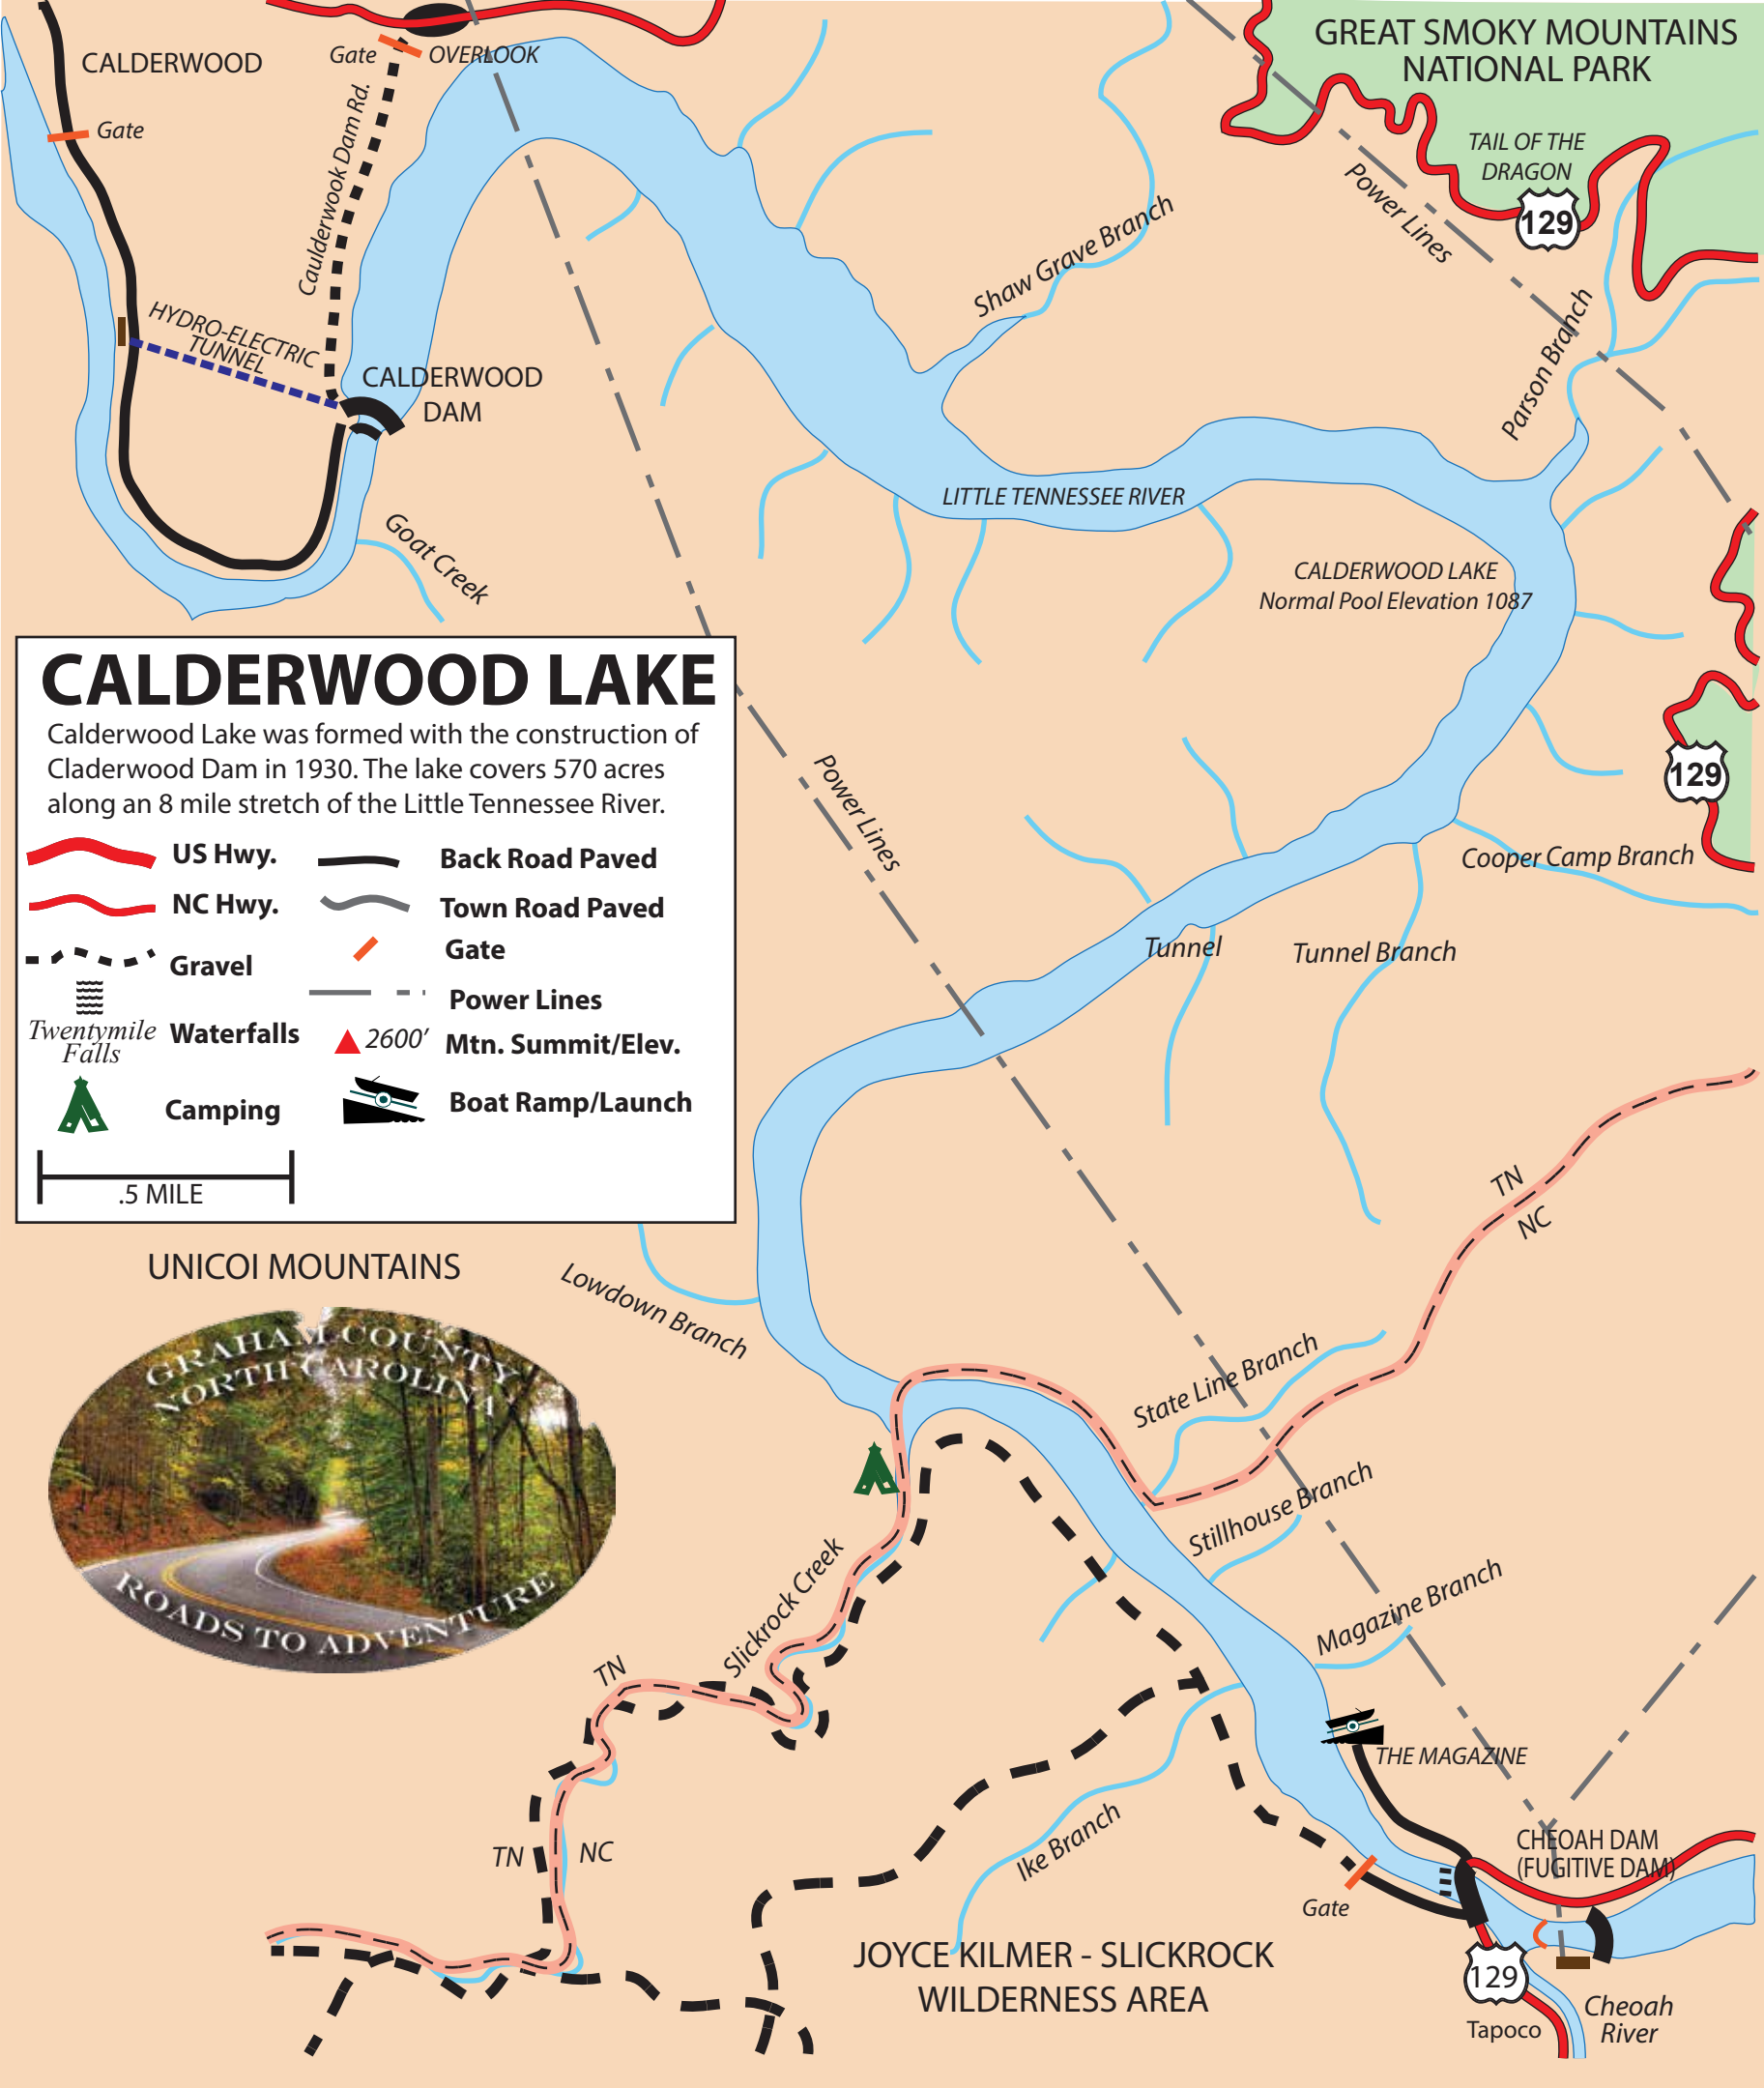 GREAT SMOKY MOUNTAINS
NATIONAL PARK
CALDERWOOD
Gate
OVERLOOK
Gate
Caulderwook Dam Rd.
TAIL OF THE
DRAGON
129
Power Lines
Shaw Grave Branch
Parson Branch
HYDRO-ELECTRIC
TUNNEL
CALDERWOOD
DAM
LITTLE TENNESSEE RIVER
Goat Creek
CALDERWOOD LAKE
Normal Pool Elevation 1087
CALDERWOOD LAKE
Calderwood Lake was formed with the construction of
Claderwood Dam in 1930. The lake covers 570 acres
along an 8 mile stretch of the Little Tennessee River.
US Hwy.
Back Road Paved
NC Hwy.
Town Road Paved
Gravel
Gate
Power Lines
Twentymile
Falls
Waterfalls
2600'
Mtn. Summit/Elev.
Camping
Boat Ramp/Launch
.5 MILE
129
Power Lines
Cooper Camp Branch
Tunnel
Tunnel Branch
TN
NC
UNICOI MOUNTAINS
Lowdown Branch
GRAHAM COUNTY
NORTH CAROLINA
ROADS TO ADVENTURE
State Line Branch
Stillhouse Branch
Slickrock Creek
Magazine Branch
TN
THE MAGAZINE
TN
NC
Ike Branch
CHEOAH DAM
(FUGITIVE DAM)
Gate
JOYCE KILMER - SLICKROCK
WILDERNESS AREA
129
Tapoco
Cheoah
River